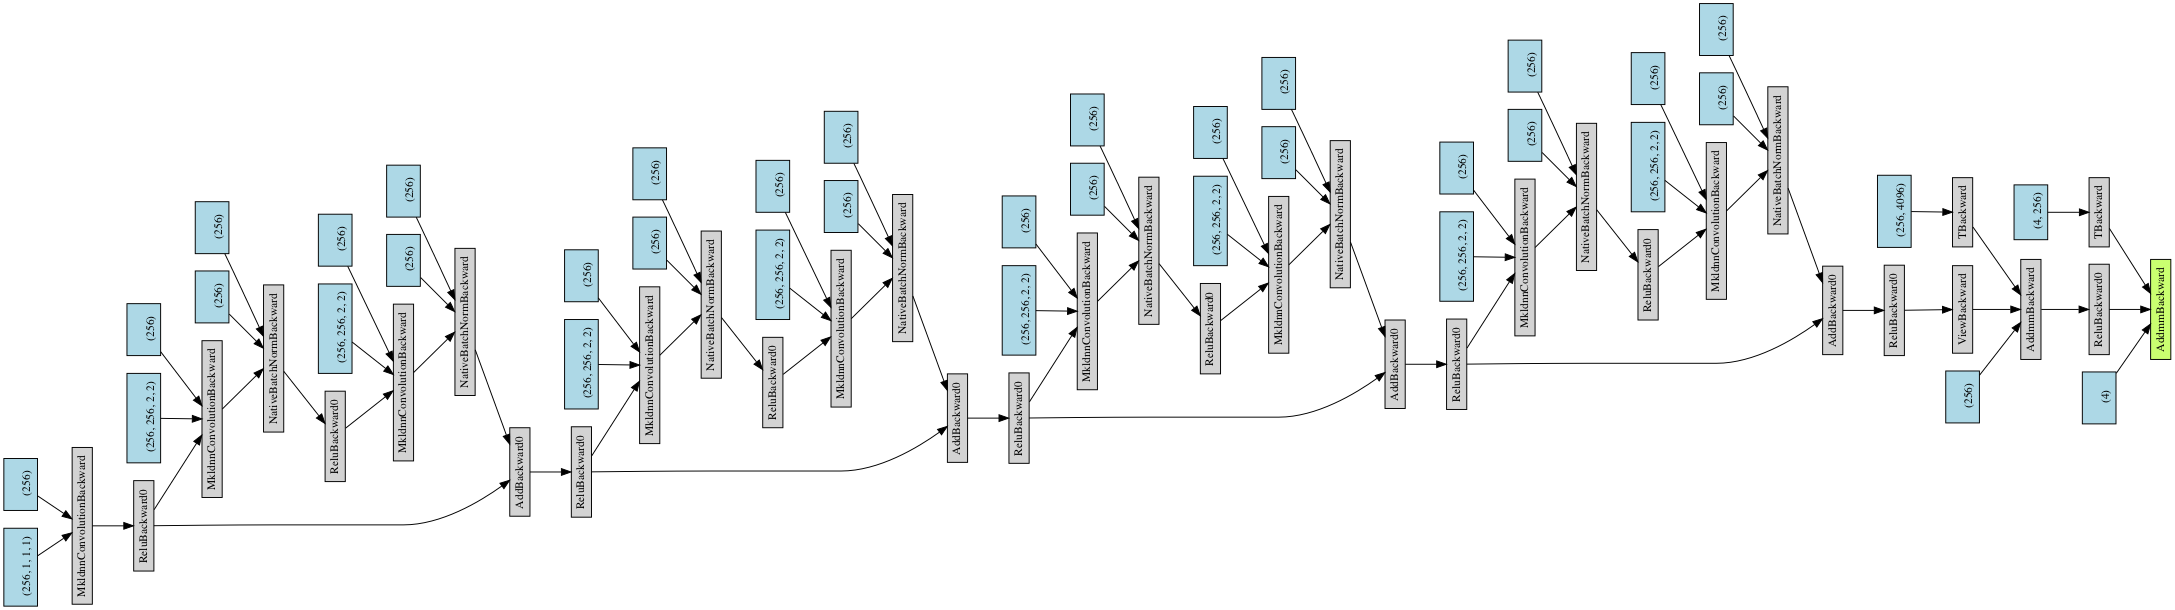 (256, 1, 1, 1)
(256)
MkldnnConvolutionBackward
ReluBackward0
(256, 256, 2, 2)
(256)
MkldnnConvolutionBackward
(256)
(256)
NativeBatchNormBackward
ReluBackward0
(256, 256, 2, 2)
(256)
MkldnnConvolutionBackward
(256)
(256)
NativeBatchNormBackward
AddBackward0
ReluBackward0
(256, 256, 2, 2)
(256)
MkldnnConvolutionBackward
(256)
(256)
NativeBatchNormBackward
ReluBackward0
(256, 256, 2, 2)
(256)
MkldnnConvolutionBackward
(256)
(256)
NativeBatchNormBackward
AddBackward0
ReluBackward0
(256, 256, 2, 2)
(256)
MkldnnConvolutionBackward
(256)
(256)
NativeBatchNormBackward
ReluBackward0
(256, 256, 2, 2)
(256)
MkldnnConvolutionBackward
(256)
(256)
NativeBatchNormBackward
AddBackward0
ReluBackward0
(256, 256, 2, 2)
(256)
MkldnnConvolutionBackward
(256)
(256)
NativeBatchNormBackward
ReluBackward0
(256, 256, 2, 2)
(256)
MkldnnConvolutionBackward
(256)
(256)
NativeBatchNormBackward
AddBackward0
ReluBackward0
(256, 4096)
TBackward
ViewBackward
(256)
AddmmBackward
(4, 256)
TBackward
ReluBackward0
(4)
AddmmBackward